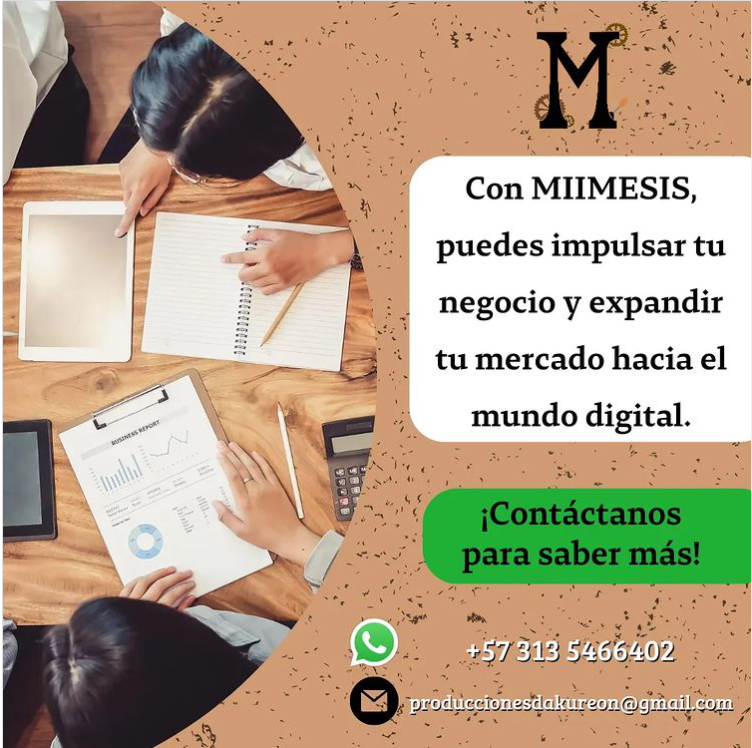 M
Con MIIMESIS,
puedes impulsar tu
negocio y expandir
tu mercado hacia el
mundo digital.
¡Contáctanos
para saber más!
+57 313 5466402
produccionesdakureon@gmail.com
BUSINESS REPORT